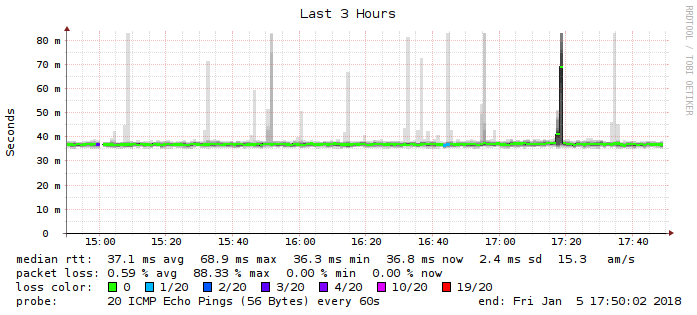 Last 3 Hours
RRDTOOL / TOBI OETIKER
Seconds
80 m
70 m
60 m
50 m
40 m
30 m
20 m
10 m
0
15:00 15:20 15:40 16:00 16:20 16:40 17:00 17:20 17:40
median rtt: 37.1 ms avg 68.9 ms max 36.3 ms min 36.8 ms now 2.4 ms sd 15.3 am/s
packet loss: 0.59 % avg 88.33 % max 0.00 % min 0.00 % now
loss color: 0 1/20 2/20 3/20 4/20 10/20 19/20
probe: 20 ICMP Echo Pings (56 Bytes) every 60s end: Fri Jan 5 17:50:02 2018